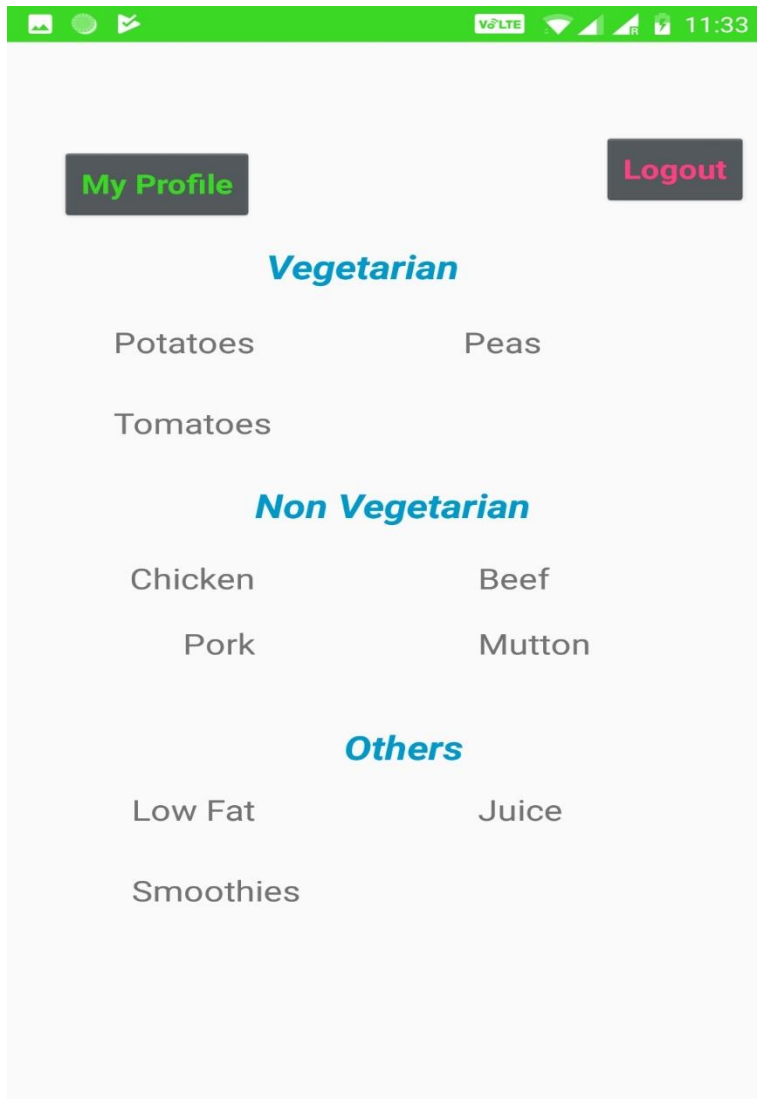 VoLTE R 11:33
My Profile Logout
Vegetarian
Potatoes Peas
Tomatoes
Non Vegetarian
Chicken Beef
Pork Mutton
Others
Low Fat Juice
Smoothies